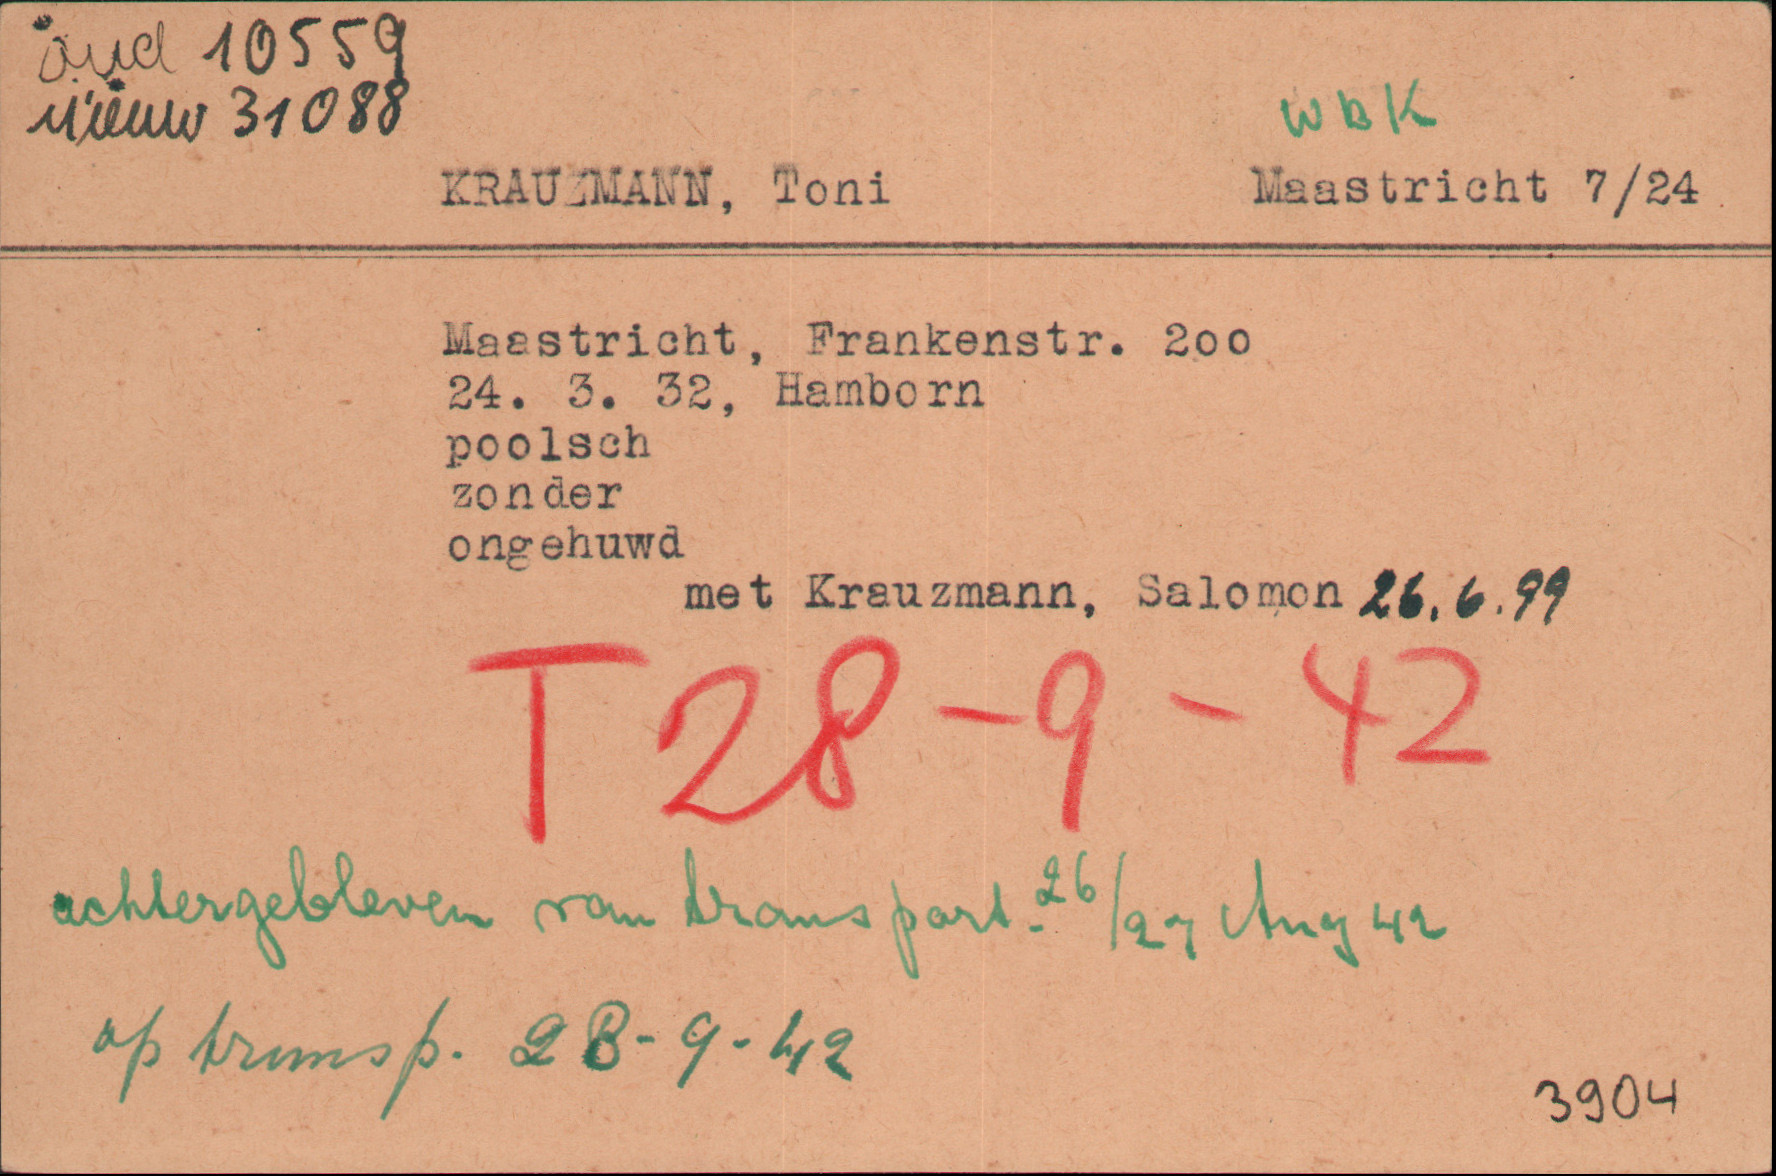 oud 10559
nieuw 31088
WBK
KRAUZMANN, Toni Maastricht 7/24
Maastricht, Frankenstr. 2oo
24. 3. 32, Hamborn
poolsch
zonder
ongehuwd
met Krauzmann, Salomon 26.6.99
T 28-9-42
achtergebleven van transport. 26/27 Aug 42
op transp. 28-9-42
3904